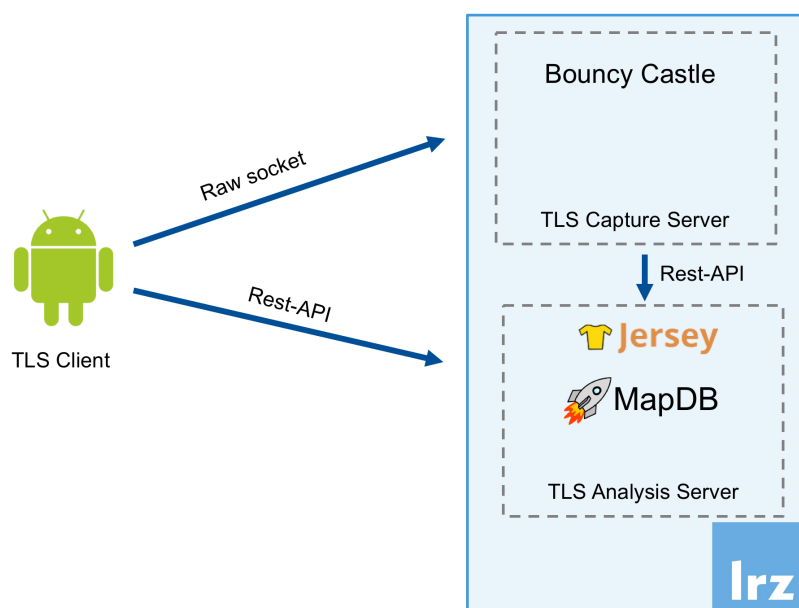 Bouncy Castle
Raw socket
TLS Capture Server
Rest-API
Rest-API
Jersey
TLS Client
MapDB
TLS Analysis Server
lrz